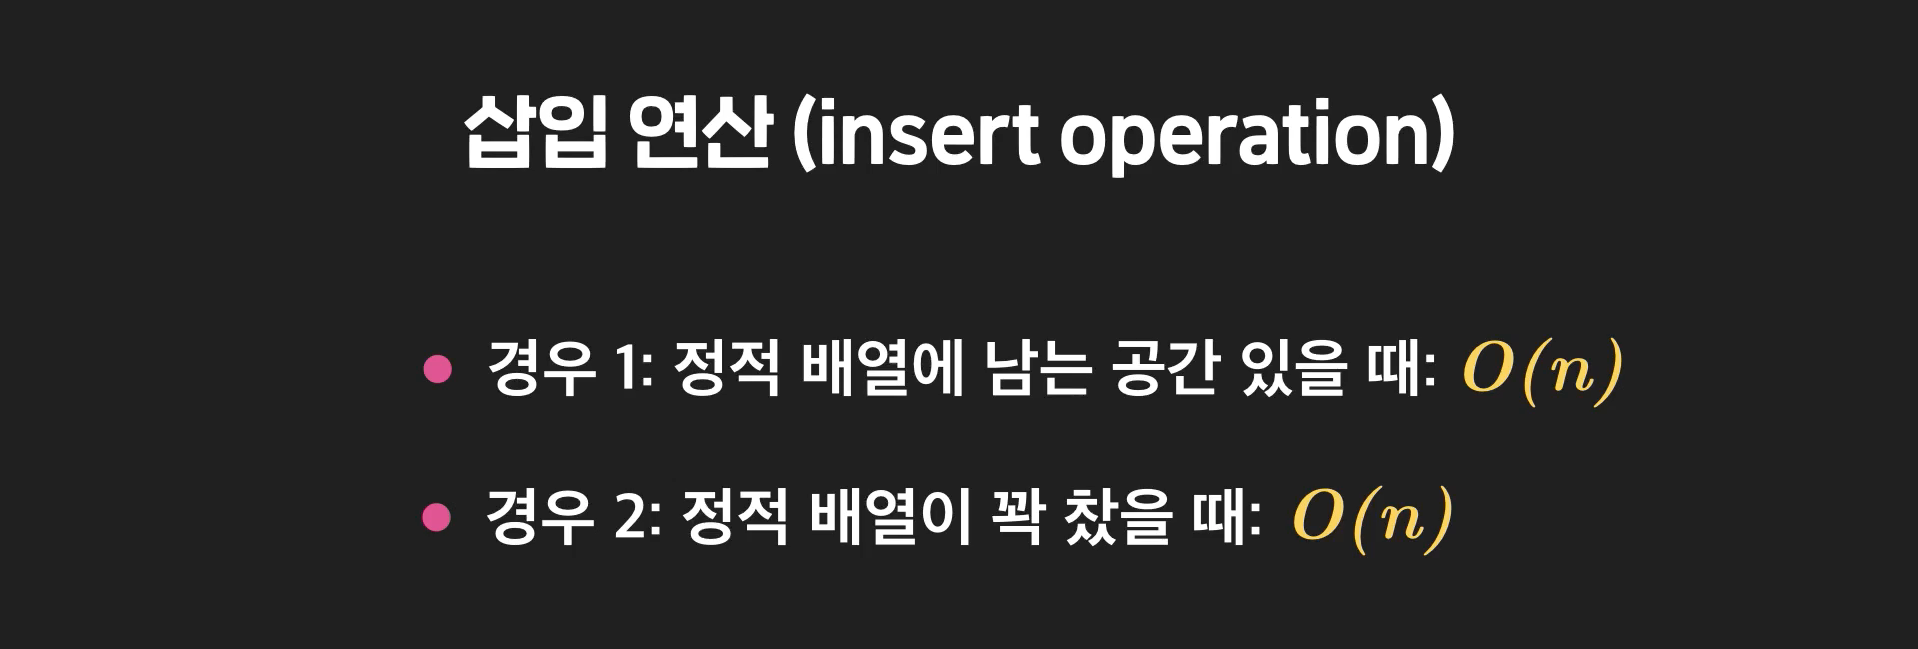 삽입 연산 (insert operation)
● 경우 1: 정적 배열에 남는 공간 있을 때: O(n)
● 경우 2: 정적 배열이 꽉 찼을 때: O(n)